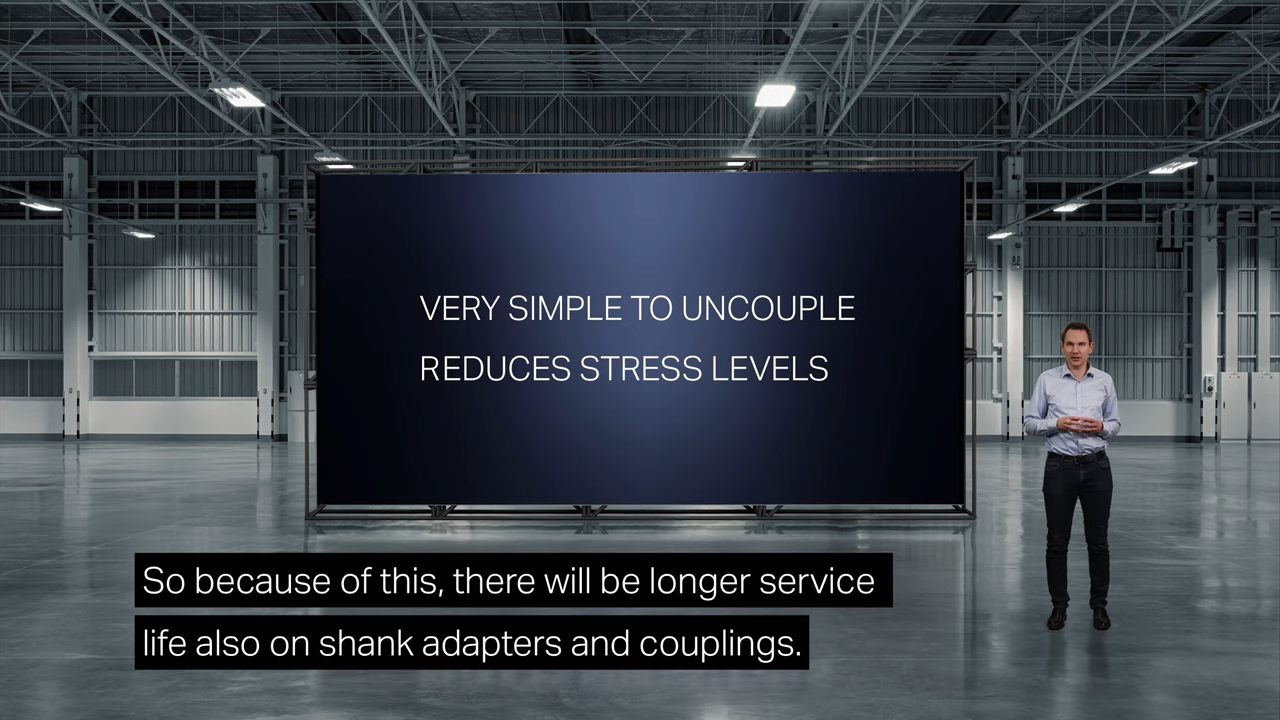 VERY SIMPLE TO UNCOUPLE
REDUCES STRESS LEVELS
So because of this, there will be longer service
life also on shank adapters and couplings.